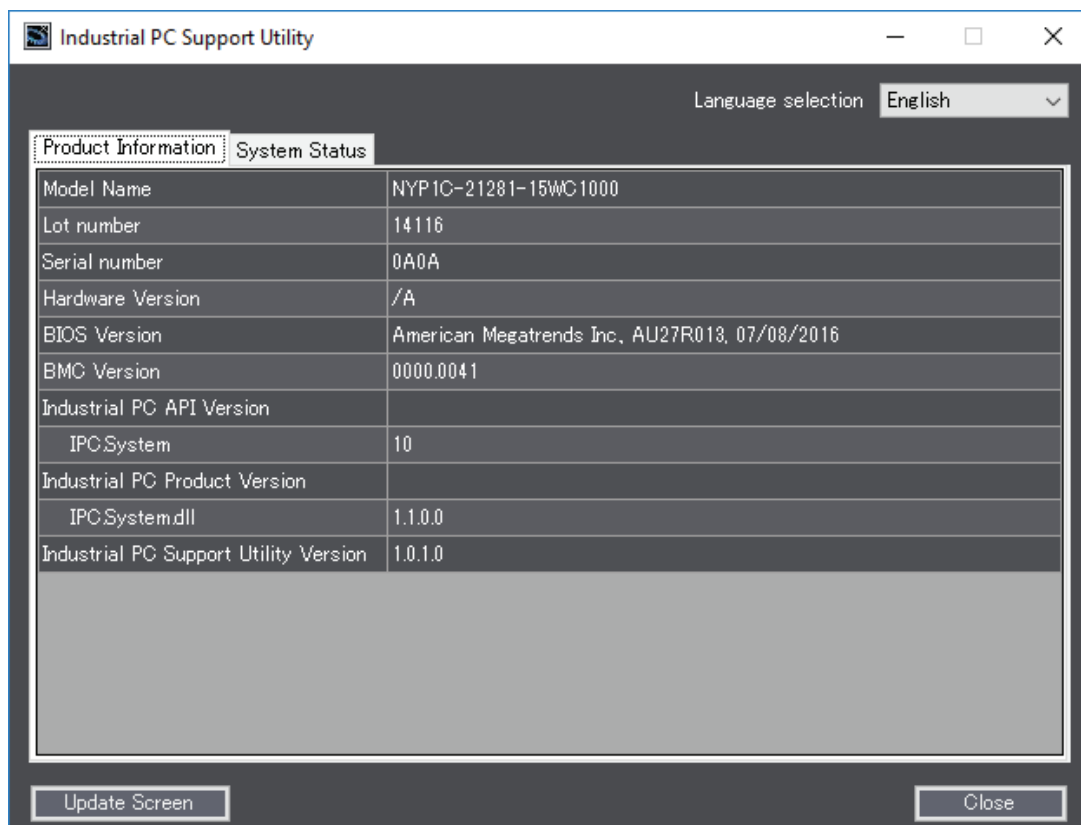 Industrial PC Support Utility
Language selection English
Product Information System Status
Model Name NYP1C-21281-15WC1000
Lot number 14116
Serial number 0A0A
Hardware Version /A
BIOS Version American Megatrends Inc, AU27R013, 07/08/2016
BMC Version 0000.0041
Industrial PC API Version
IPC.System 10
Industrial PC Product Version
IPC.System.dll 1.1.0.0
Industrial PC Support Utility Version 1.0.1.0
Update Screen Close